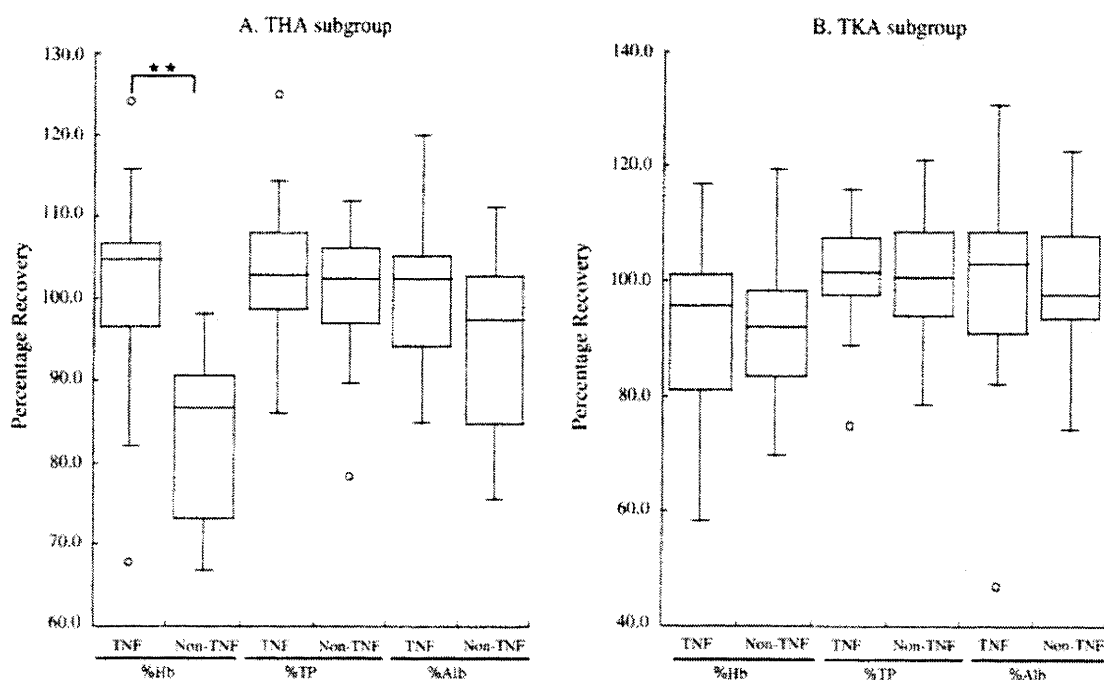 A. THA subgroup
Percentage Recovery
130.0
120.0
110.0
100.0
90.0
80.0
70.0
60.0
★★
TNF Non-TNF TNF Non-TNF TNF Non-TNF
%Hb %TP %Alb
B. TKA subgroup
Percentage Recovery
140.0
120.0
100.0
80.0
60.0
40.0
TNF Non-TNF TNF Non-TNF TNF Non-TNF
%Hb %TP %Alb